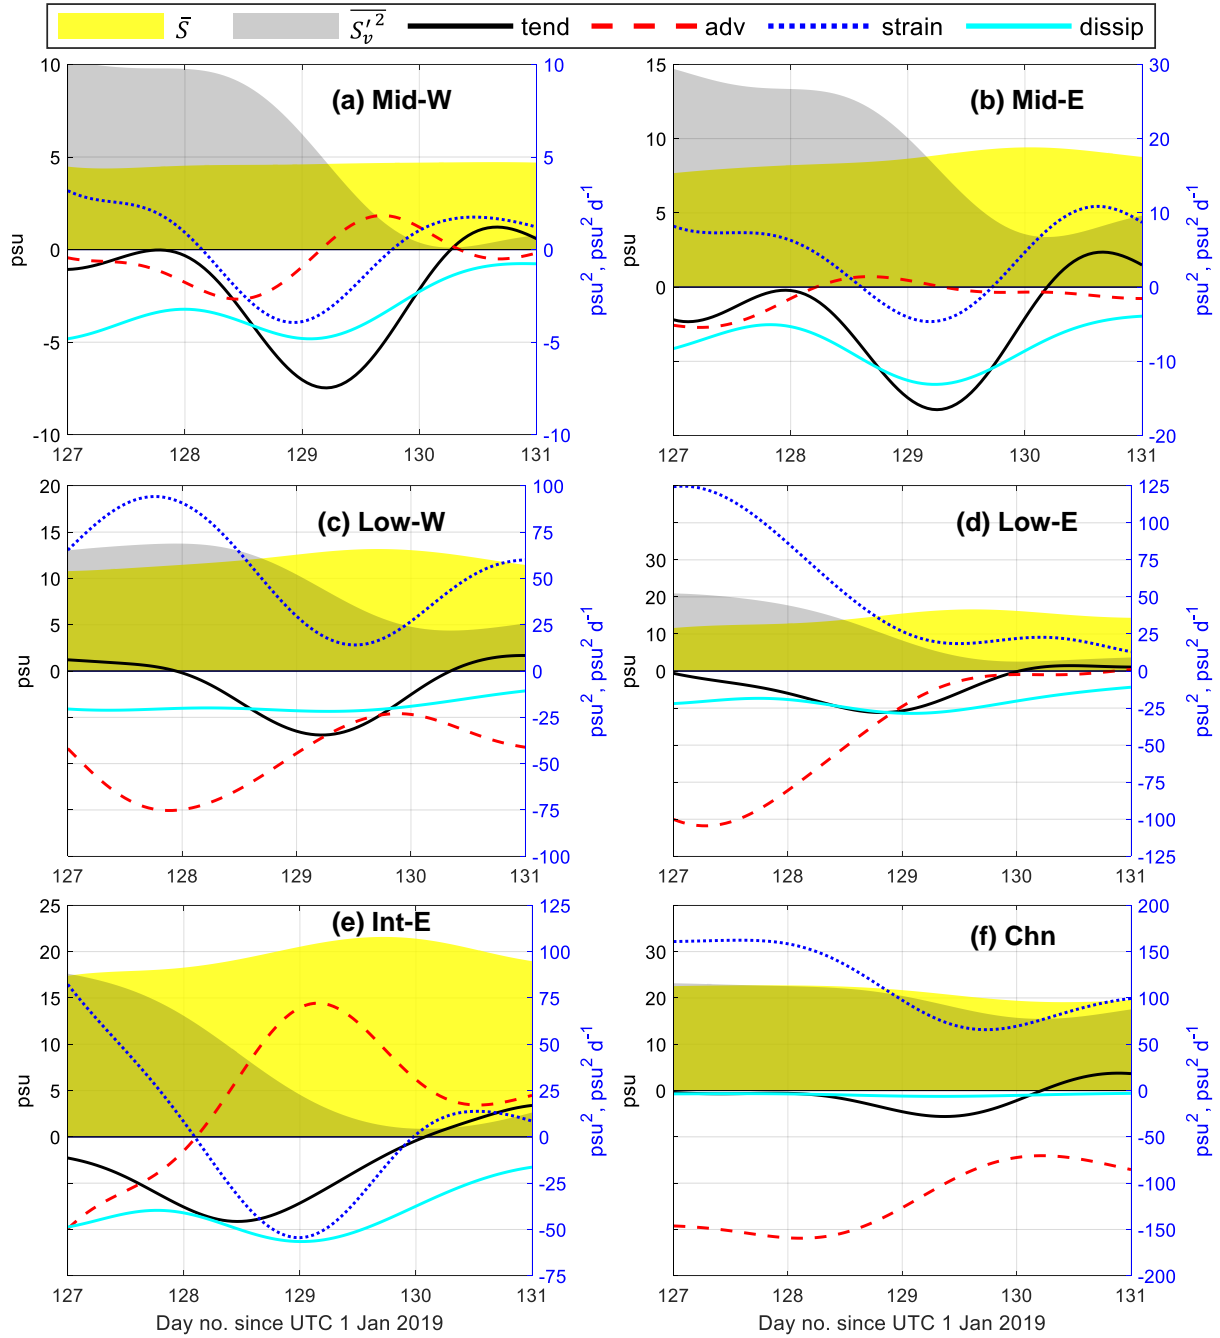 S̄ S′ᵥ² tend adv strain dissip
(a) Mid-W
10
5
0
-5
-10
psu
10
5
0
-5
-10
127 128 129 130 131
(b) Mid-E
15
10
5
0
psu
30
20
10
0
-10
-20
psu², psu² d⁻¹
psu², psu² d⁻¹
127 128 129 130 131
(c) Low-W
20
15
10
5
0
psu
100
75
50
25
0
-25
-50
-75
-100
psu², psu² d⁻¹
127 128 129 130 131
(d) Low-E
30
20
10
0
psu
125
100
75
50
25
0
-25
-50
-75
-100
-125
psu², psu² d⁻¹
127 128 129 130 131
(e) Int-E
25
20
15
10
5
0
psu
125
100
75
50
25
0
-25
-50
-75
psu², psu² d⁻¹
127 128 129 130 131
Day no. since UTC 1 Jan 2019
(f) Chn
30
20
10
0
psu
200
150
100
50
0
-50
-100
-150
-200
psu², psu² d⁻¹
127 128 129 130 131
Day no. since UTC 1 Jan 2019